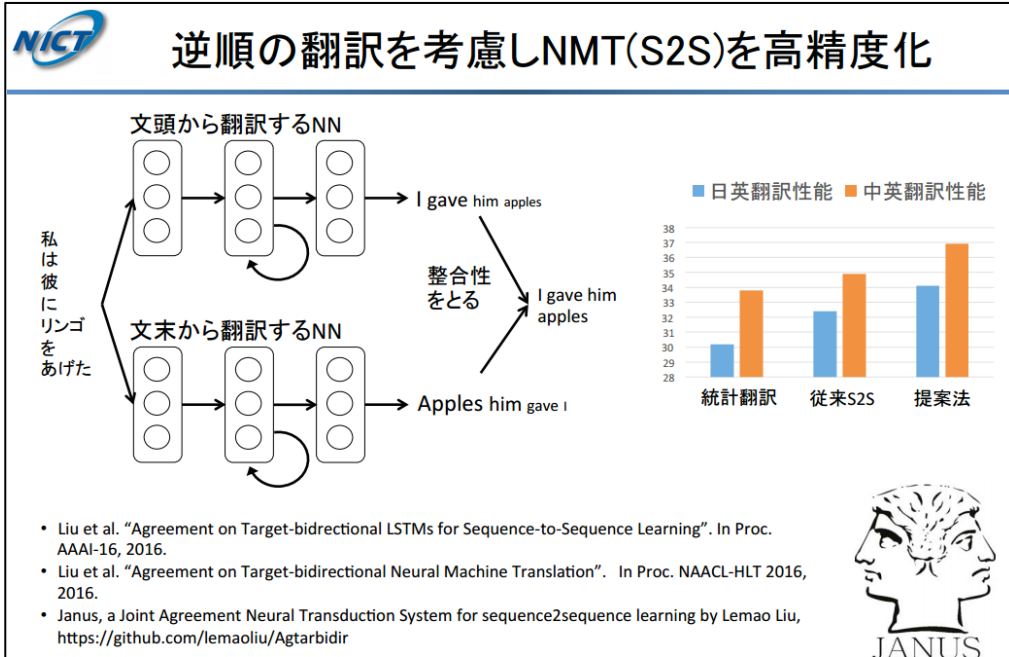 NICT
逆順の翻訳を考慮しNMT(S2S)を高精度化
文頭から翻訳するNN
I gave him apples
私は彼にリンゴをあげた
整合性
をとる
I gave him
apples
文末から翻訳するNN
Apples him gave I
日英翻訳性能 中英翻訳性能
38
37
36
35
34
33
32
31
30
29
28
統計翻訳 従来S2S 提案法
• Liu et al. “Agreement on Target-bidrectional LSTMs for Sequence-to-Sequence Learning”. In Proc.
AAAI-16, 2016.
• Liu et al. “Agreement on Target-bidirectional Neural Machine Translation”. In Proc. NAACL-HLT 2016,
2016.
• Janus, a Joint Agreement Neural Transduction System for sequence2sequence learning by Lemao Liu,
https://github.com/lemaoliu/Agtarbidir
JANUS